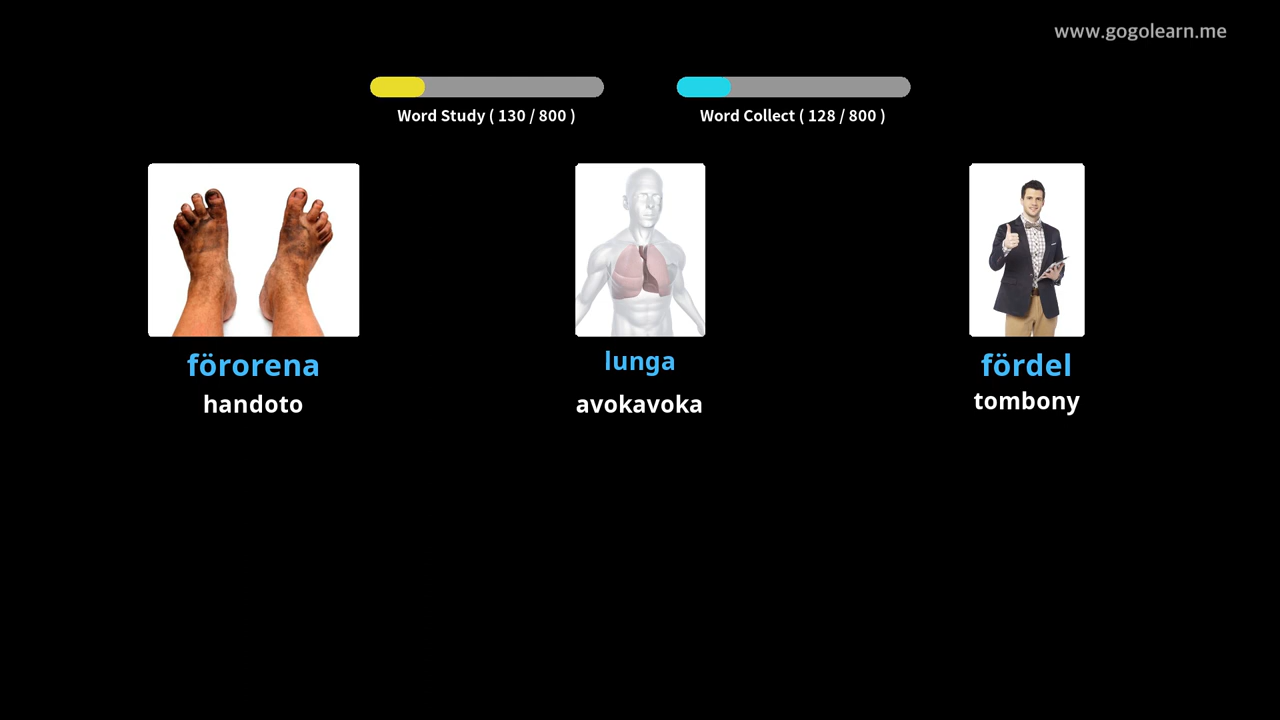 www.gogolearn.me
Word Study ( 130 / 800 )
Word Collect ( 128 / 800 )
förorena
handoto
lunga
avokavoka
fördel
tombony